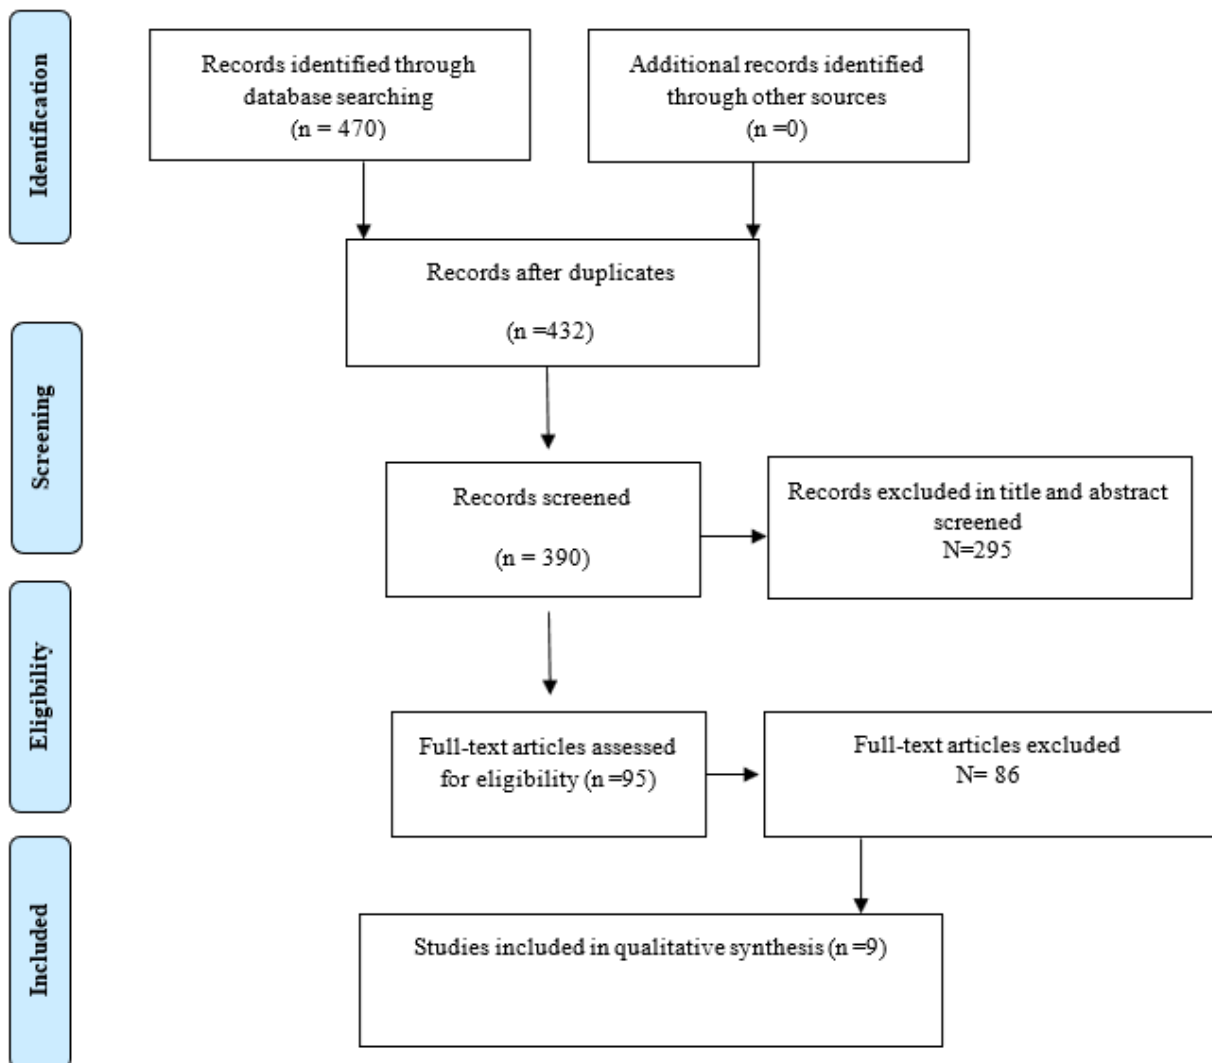 Identification
Records identified through
database searching
(n = 470)
Additional records identified
through other sources
(n =0)
Records after duplicates
(n =432)
Screening
Records screened
(n = 390)
Records excluded in title and abstract
screened
N=295
Eligibility
Full-text articles assessed
for eligibility (n =95)
Full-text articles excluded
N= 86
Included
Studies included in qualitative synthesis (n =9)